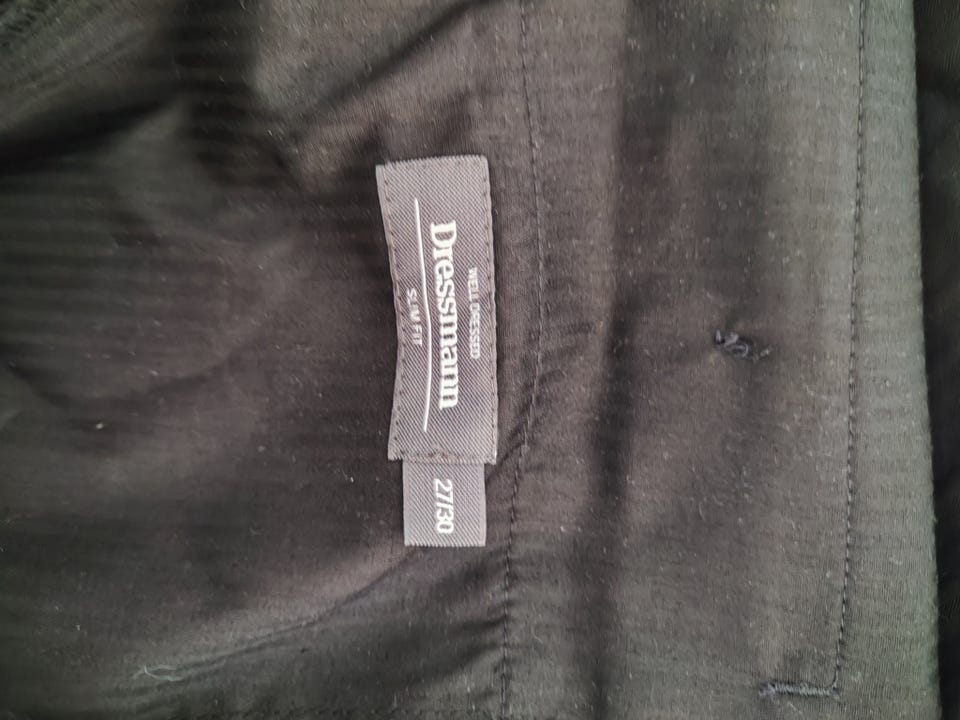 WELL DRESSED
Dressmann
SLIM FIT
27/30